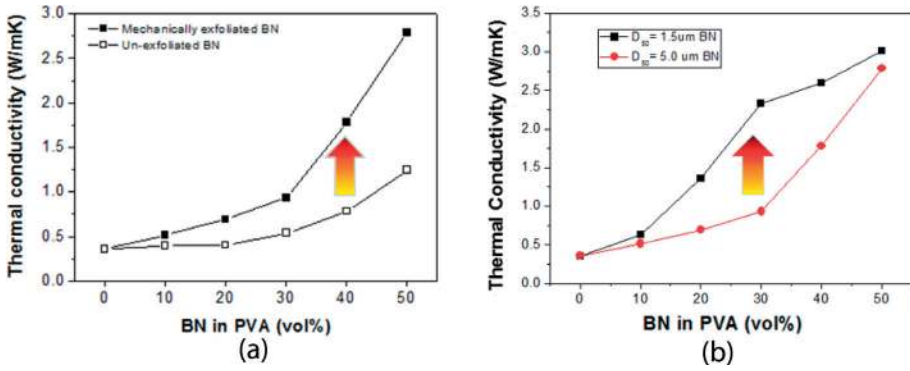 Thermal conductivity (W/mK)
3.0
2.5
2.0
1.5
1.0
0.5
0.0
Mechanically exfoliated BN
Un-exfoliated BN
0 10 20 30 40 50
BN in PVA (vol%)
(a)
Thermal Conductivity (W/mK)
3.5
3.0
2.5
2.0
1.5
1.0
0.5
0.0
D50= 1.5um BN
D50= 5.0 um BN
0 10 20 30 40 50
BN in PVA (vol%)
(b)